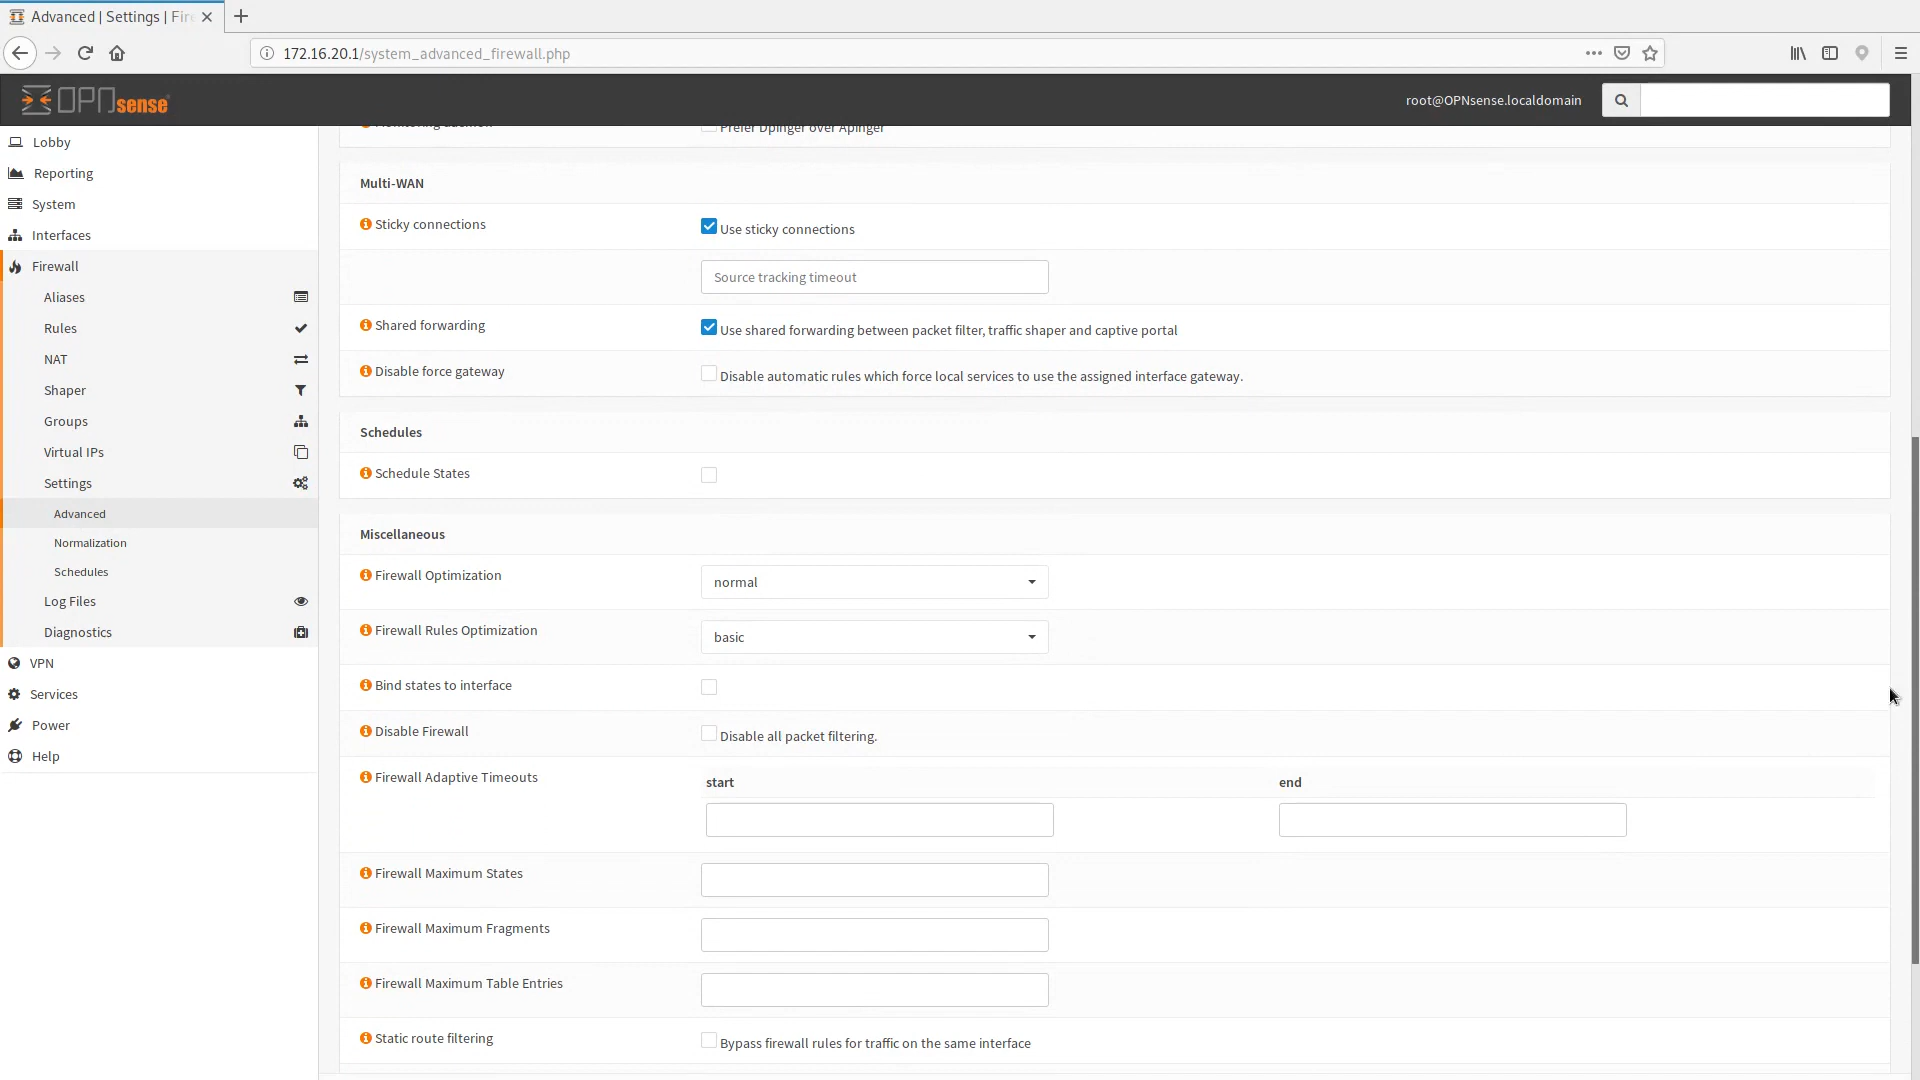 Advanced | Settings | Fire
172.16.20.1/system_advanced_firewall.php
OPNsense
root@OPNsense.localdomain
Lobby
Reporting
System
Interfaces
Firewall
Aliases
Rules
NAT
Shaper
Groups
Virtual IPs
Settings
Advanced
Normalization
Schedules
Log Files
Diagnostics
VPN
Services
Power
Help
Prefer Dpinger over Apinger
Multi-WAN
Sticky connections
Use sticky connections
Source tracking timeout
Shared forwarding
Use shared forwarding between packet filter, traffic shaper and captive portal
Disable force gateway
Disable automatic rules which force local services to use the assigned interface gateway.
Schedules
Schedule States
Miscellaneous
Firewall Optimization
normal
Firewall Rules Optimization
basic
Bind states to interface
Disable Firewall
Disable all packet filtering.
Firewall Adaptive Timeouts
start
end
Firewall Maximum States
Firewall Maximum Fragments
Firewall Maximum Table Entries
Static route filtering
Bypass firewall rules for traffic on the same interface